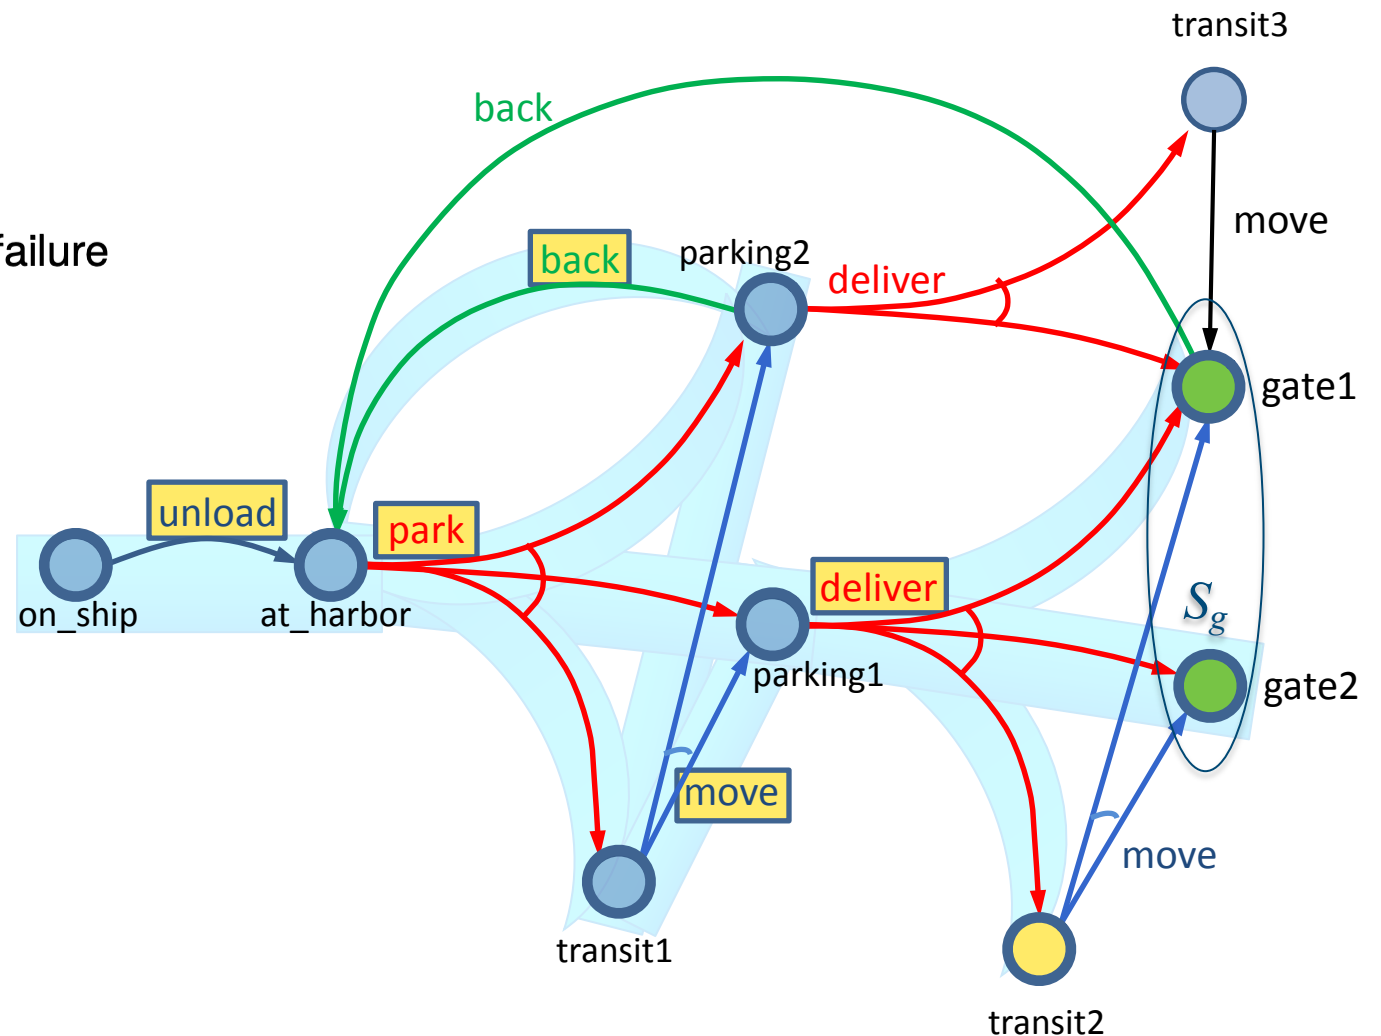 transit3
back
move
failure
back
parking2
deliver
gate1
unload
park
deliver
on_ship
at_harbor
S_g
parking1
gate2
move
move
transit1
transit2